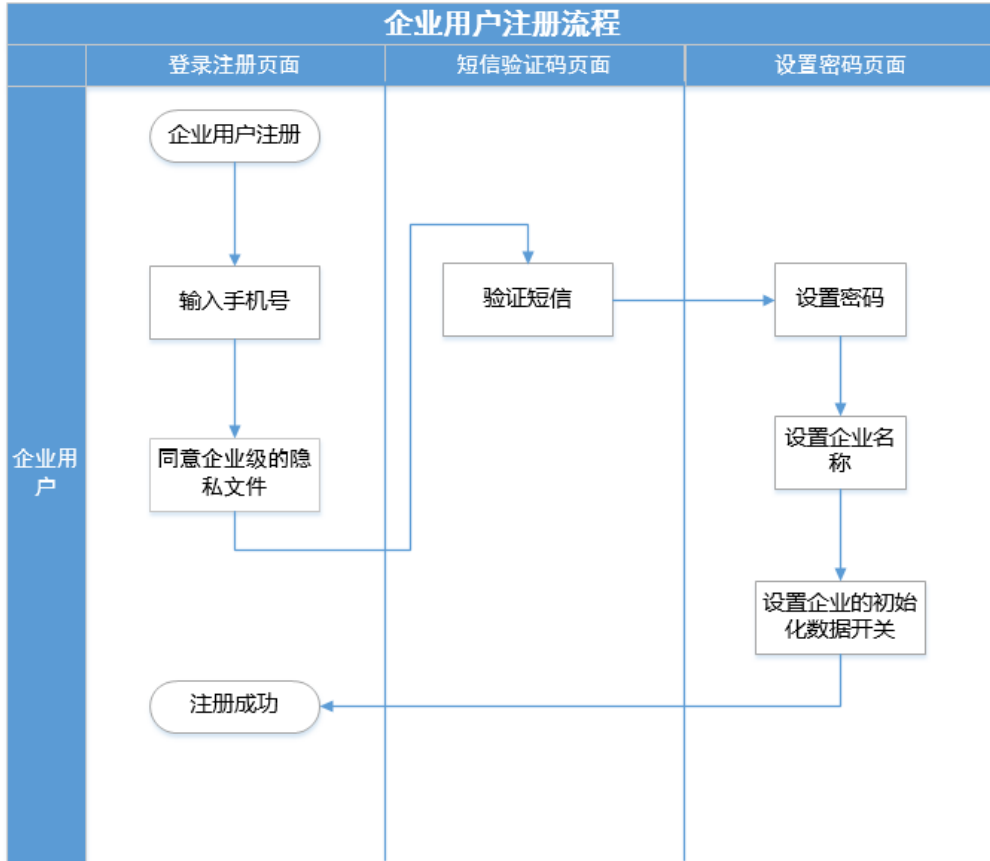 企业用户注册流程
登录注册页面
短信验证码页面
设置密码页面
企业用
户
企业用户注册
输入手机号
同意企业级的隐
私文件
验证短信
设置密码
设置企业名
称
设置企业的初始
化数据开关
注册成功